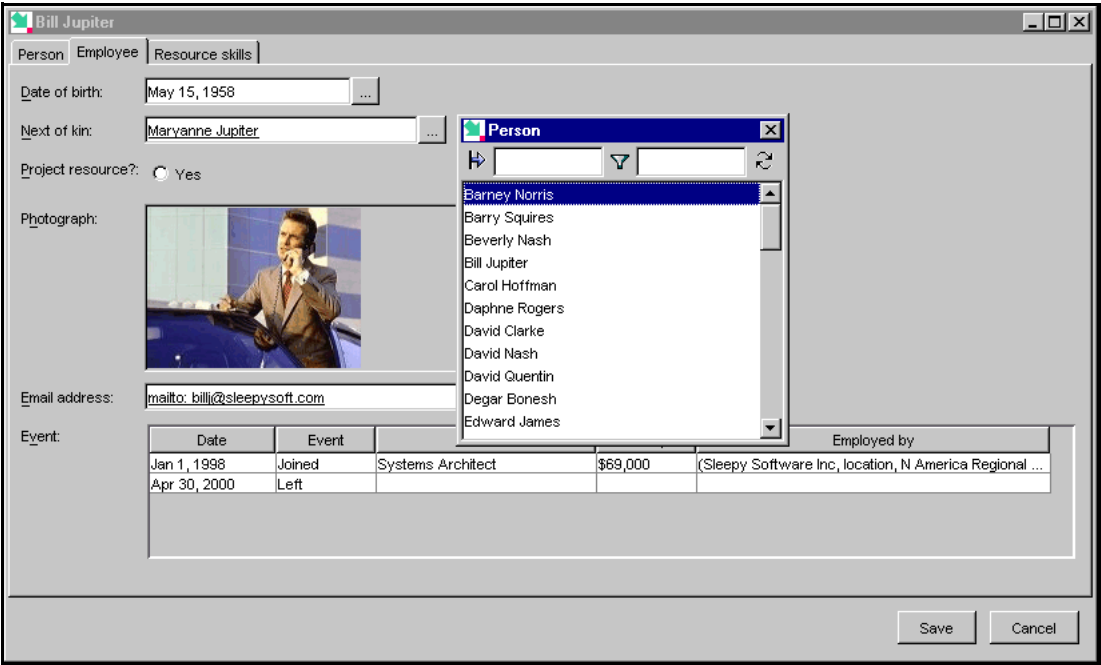 Bill Jupiter
Person Employee Resource skills
Date of birth: May 15, 1958 ...
Next of kin: Maryanne Jupiter ...
Project resource?: Yes
Photograph:
Email address: mailto: billj@sleepysoft.com
Person
Barney Norris
Barry Squires
Beverly Nash
Bill Jupiter
Carol Hoffman
Daphne Rogers
David Clarke
David Nash
David Quentin
Degar Bonesh
Edward James
Event:
Date Event Employed by
Jan 1, 1998 Joined Systems Architect $69,000 (Sleepy Software Inc, location, N America Regional ...
Apr 30, 2000 Left
Save Cancel